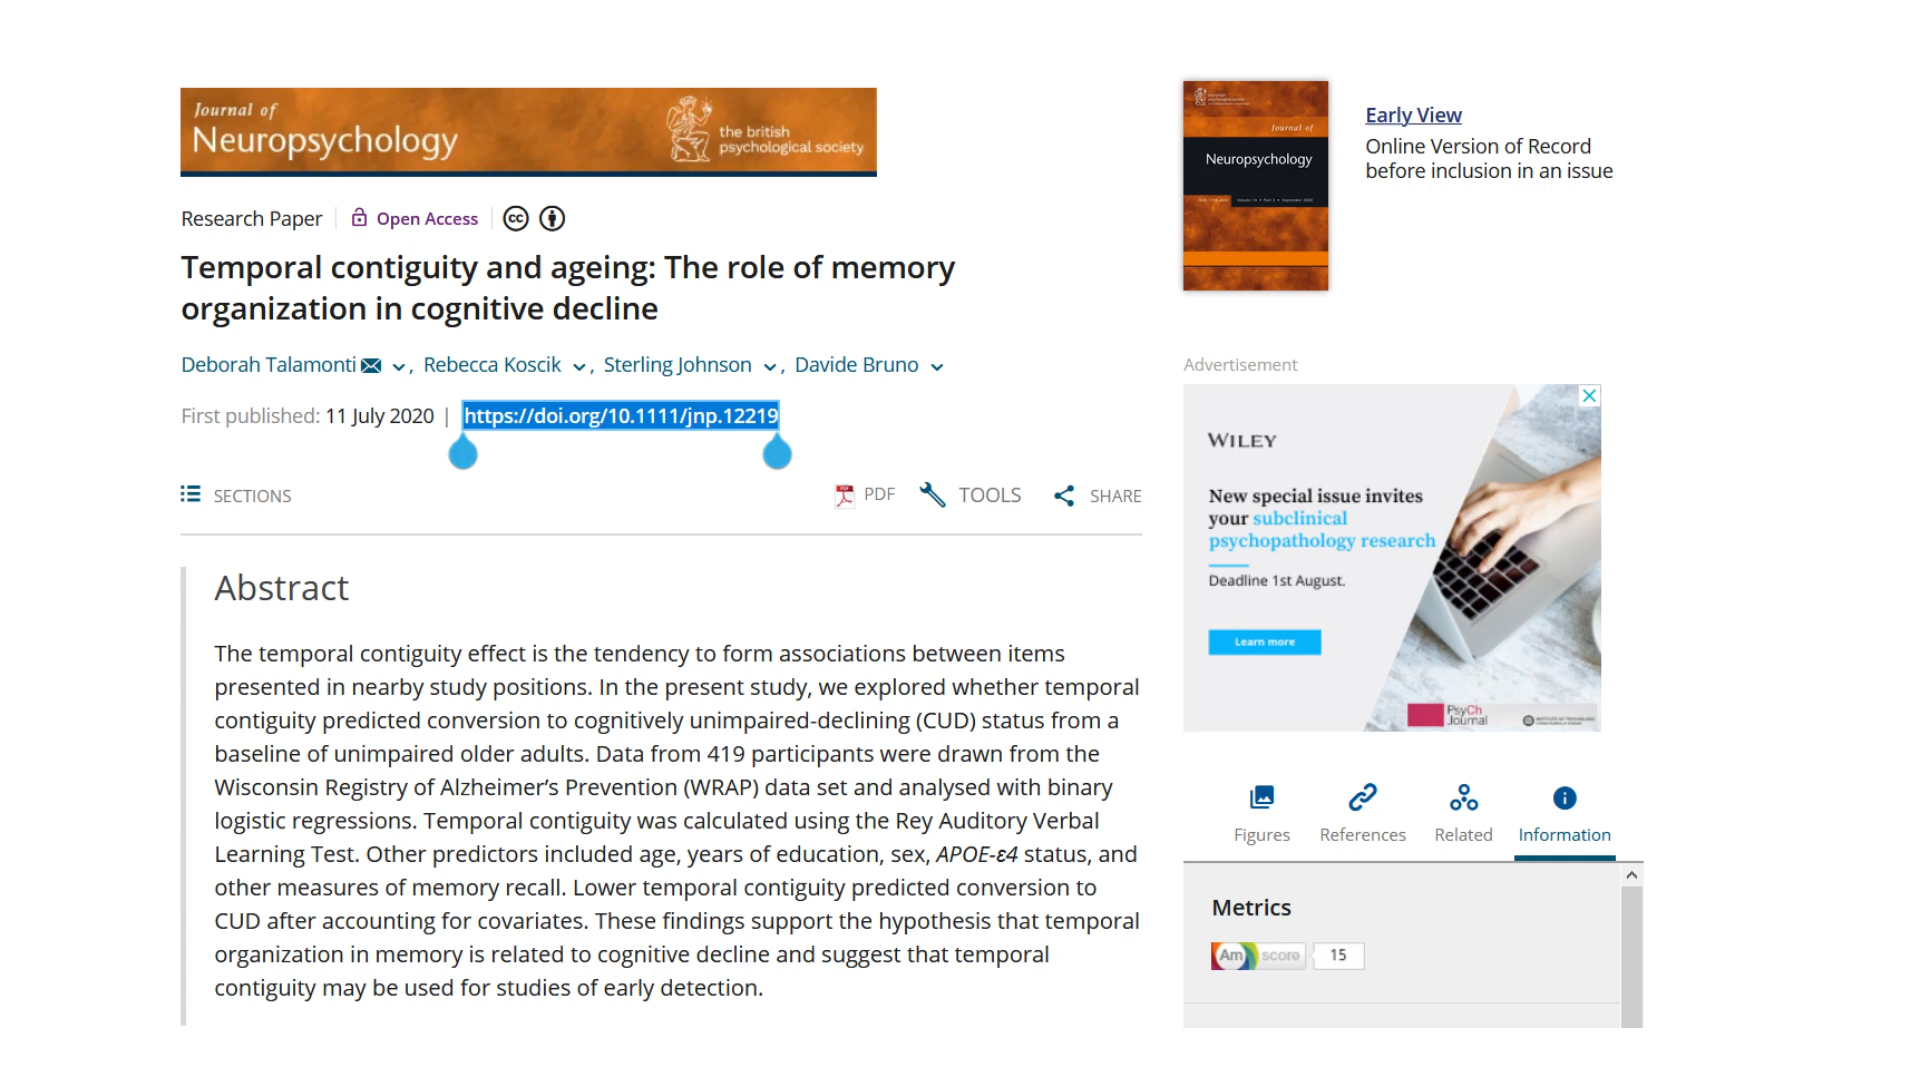 Journal of
Neuropsychology
the british
psychological society
Research Paper
Open Access
cc
Temporal contiguity and ageing: The role of memory
organization in cognitive decline
Deborah Talamonti , Rebecca Koscik , Sterling Johnson , Davide Bruno
First published: 11 July 2020 | https://doi.org/10.1111/jnp.12219
SECTIONS
PDF
TOOLS
SHARE
Abstract
The temporal contiguity effect is the tendency to form associations between items
presented in nearby study positions. In the present study, we explored whether temporal
contiguity predicted conversion to cognitively unimpaired-declining (CUD) status from a
baseline of unimpaired older adults. Data from 419 participants were drawn from the
Wisconsin Registry of Alzheimer’s Prevention (WRAP) data set and analysed with binary
logistic regressions. Temporal contiguity was calculated using the Rey Auditory Verbal
Learning Test. Other predictors included age, years of education, sex, APOE-ε4 status, and
other measures of memory recall. Lower temporal contiguity predicted conversion to
CUD after accounting for covariates. These findings support the hypothesis that temporal
organization in memory is related to cognitive decline and suggest that temporal
contiguity may be used for studies of early detection.
Journal of
Neuropsychology
Early View
Online Version of Record
before inclusion in an issue
Advertisement
WILEY
New special issue invites
your subclinical
psychopathology research
Deadline 1st August.
Learn more
PsyCh
Journal
Figures
References
Related
Information
Metrics
Am score 15